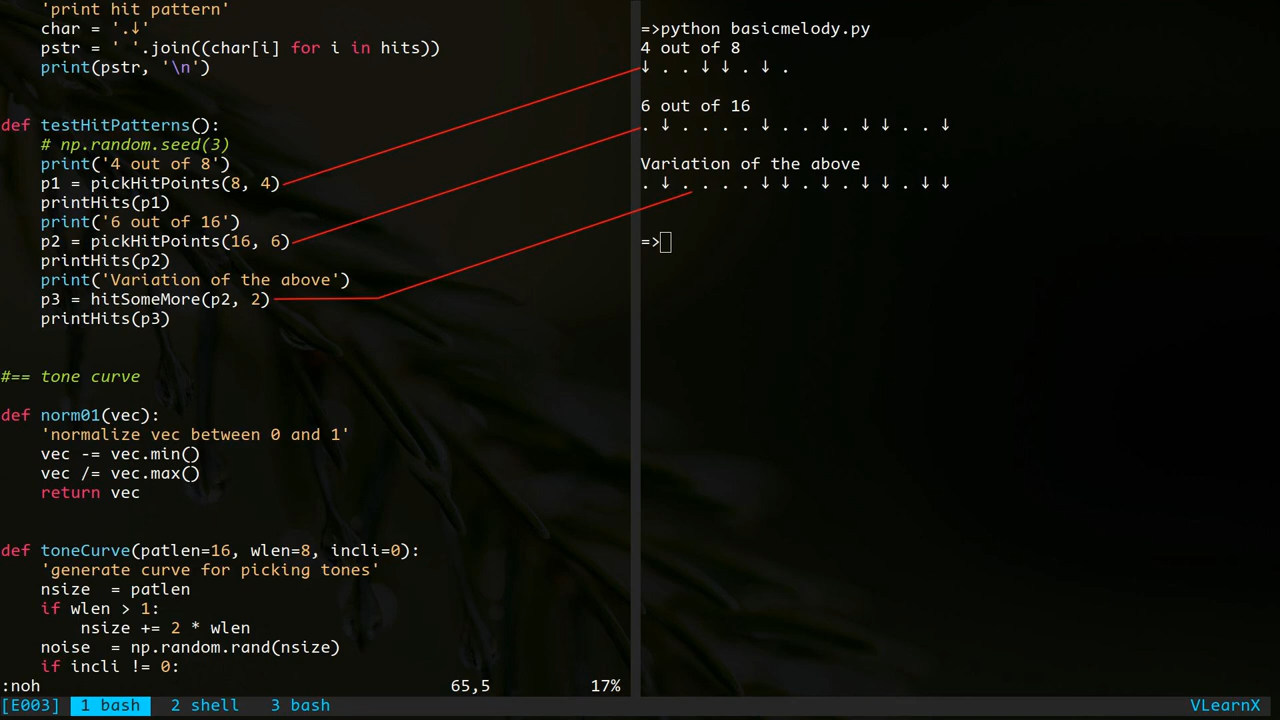 'print hit pattern'
    char = '.↓'
    pstr = ' '.join((char[i] for i in hits))
    print(pstr, '\n')
def testHitPatterns():
    # np.random.seed(3)
    print('4 out of 8')
    p1 = pickHitPoints(8, 4)
    printHits(p1)
    print('6 out of 16')
    p2 = pickHitPoints(16, 6)
    printHits(p2)
    print('Variation of the above')
    p3 = hitSomeMore(p2, 2)
    printHits(p3)
#== tone curve
def norm01(vec):
    'normalize vec between 0 and 1'
    vec -= vec.min()
    vec /= vec.max()
    return vec
def toneCurve(patlen=16, wlen=8, incli=0):
    'generate curve for picking tones'
    nsize  = patlen
    if wlen > 1:
        nsize += 2 * wlen
    noise  = np.random.rand(nsize)
    if incli != 0:
:noh 65,5 17%
=>python basicmelody.py
4 out of 8
↓ . . ↓ ↓ . ↓ .
6 out of 16
. ↓ . . . . ↓ . . ↓ . ↓ ↓ . . ↓
Variation of the above
. ↓ . . . . ↓ ↓ . ↓ . ↓ ↓ . ↓ ↓
=>
[E003] 1 bash 2 shell 3 bash VLearnX